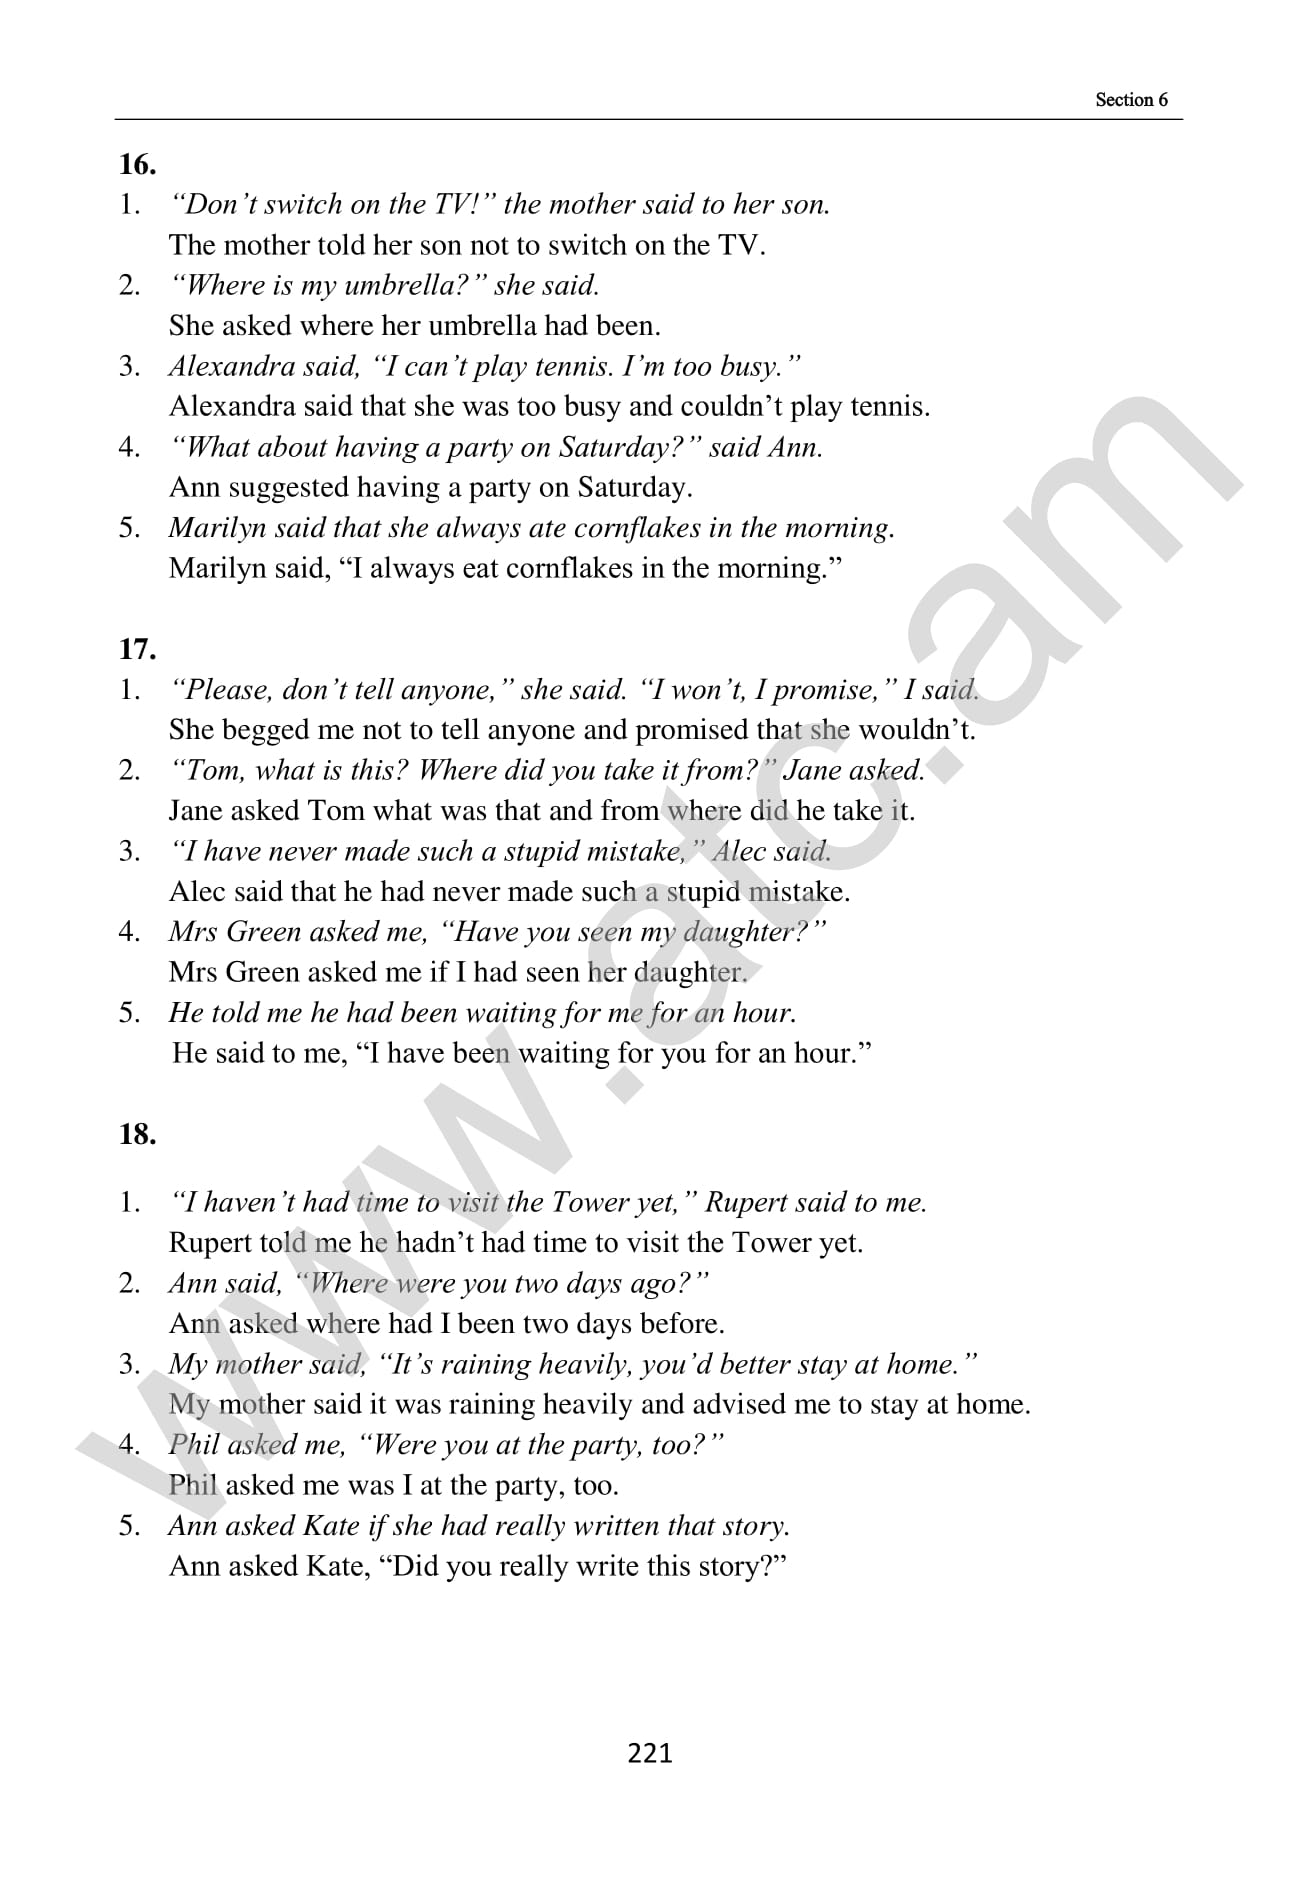 Section 6
16.
1. “Don’t switch on the TV!” the mother said to her son.
The mother told her son not to switch on the TV.
2. “Where is my umbrella?” she said.
She asked where her umbrella had been.
3. Alexandra said, “I can’t play tennis. I’m too busy.”
Alexandra said that she was too busy and couldn’t play tennis.
4. “What about having a party on Saturday?” said Ann.
Ann suggested having a party on Saturday.
5. Marilyn said that she always ate cornflakes in the morning.
Marilyn said, “I always eat cornflakes in the morning.”
17.
1. “Please, don’t tell anyone,” she said. “I won’t, I promise,” I said.
She begged me not to tell anyone and promised that she wouldn’t.
2. “Tom, what is this? Where did you take it from?” Jane asked.
Jane asked Tom what was that and from where did he take it.
3. “I have never made such a stupid mistake,” Alec said.
Alec said that he had never made such a stupid mistake.
4. Mrs Green asked me, “Have you seen my daughter?”
Mrs Green asked me if I had seen her daughter.
5. He told me he had been waiting for me for an hour.
He said to me, “I have been waiting for you for an hour.”
18.
1. “I haven’t had time to visit the Tower yet,” Rupert said to me.
Rupert told me he hadn’t had time to visit the Tower yet.
2. Ann said, “Where were you two days ago?”
Ann asked where had I been two days before.
3. My mother said, “It’s raining heavily, you’d better stay at home.”
My mother said it was raining heavily and advised me to stay at home.
4. Phil asked me, “Were you at the party, too?”
Phil asked me was I at the party, too.
5. Ann asked Kate if she had really written that story.
Ann asked Kate, “Did you really write this story?”
221
www.atc.am